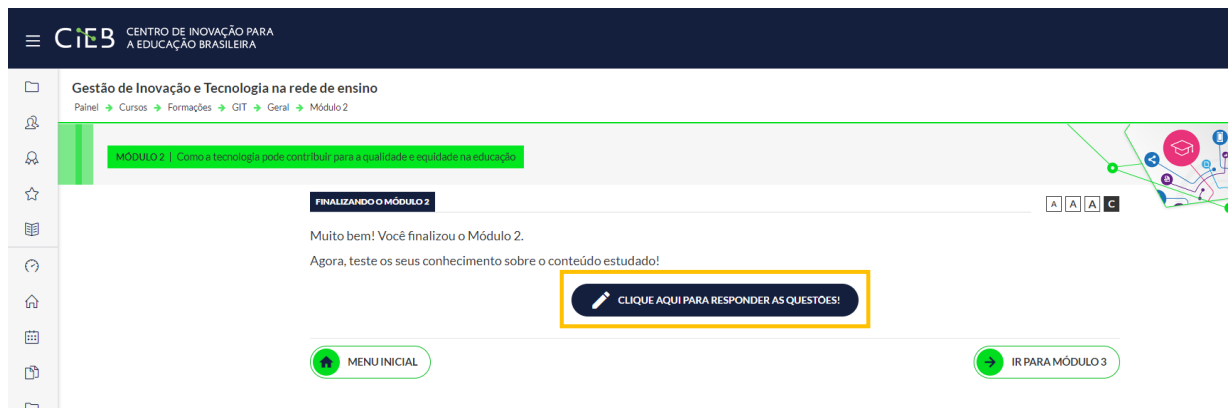 CiEB CENTRO DE INOVAÇÃO PARA
A EDUCAÇÃO BRASILEIRA
Gestão de Inovação e Tecnologia na rede de ensino
Painel → Cursos → Formações → GIT → Geral → Módulo 2
MÓDULO 2 | Como a tecnologia pode contribuir para a qualidade e equidade na educação
FINALIZANDO O MÓDULO 2
A A A C
Muito bem! Você finalizou o Módulo 2.
Agora, teste os seus conhecimento sobre o conteúdo estudado!
CLIQUE AQUI PARA RESPONDER AS QUESTÕES!
MENU INICIAL
IR PARA MÓDULO 3